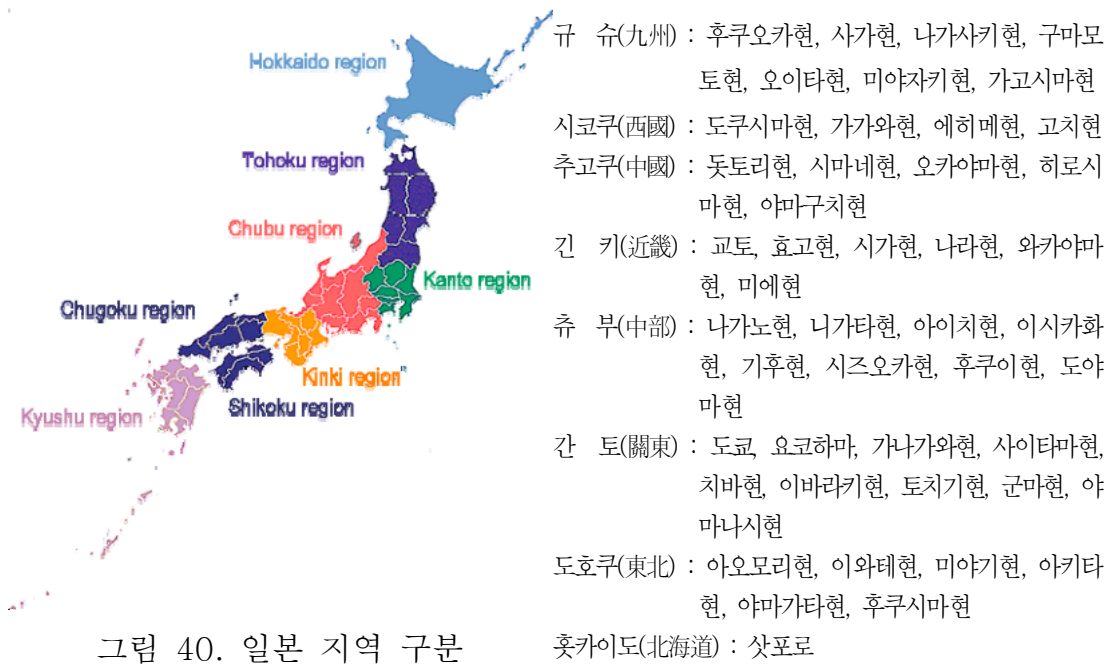 Hokkaido region
Tohoku region
Chubu region
Kanto region
Chugoku region
Kinki region
Shikoku region
Kyushu region
그림 40. 일본 지역 구분
규 슈(九州) : 후쿠오카현, 사가현, 나가사키현, 구마모
토현, 오이타현, 미야자키현, 가고시마현
시코쿠(西國) : 도쿠시마현, 가가와현, 에히메현, 고치현
추고쿠(中國) : 돗토리현, 시마네현, 오카야마현, 히로시
마현, 야마구치현
긴 키(近畿) : 교토, 효고현, 시가현, 나라현, 와카야마
현, 미에현
츄 부(中部) : 나가노현, 니가타현, 아이치현, 이시카화
현, 기후현, 시즈오카현, 후쿠이현, 도야
마현
간 토(關東) : 도쿄, 요코하마, 가나가와현, 사이타마현,
치바현, 이바라키현, 토치기현, 군마현, 야
마나시현
도호쿠(東北) : 아오모리현, 이와테현, 미야기현, 아키타
현, 야마가타현, 후쿠시마현
홋카이도(北海道) : 삿포로